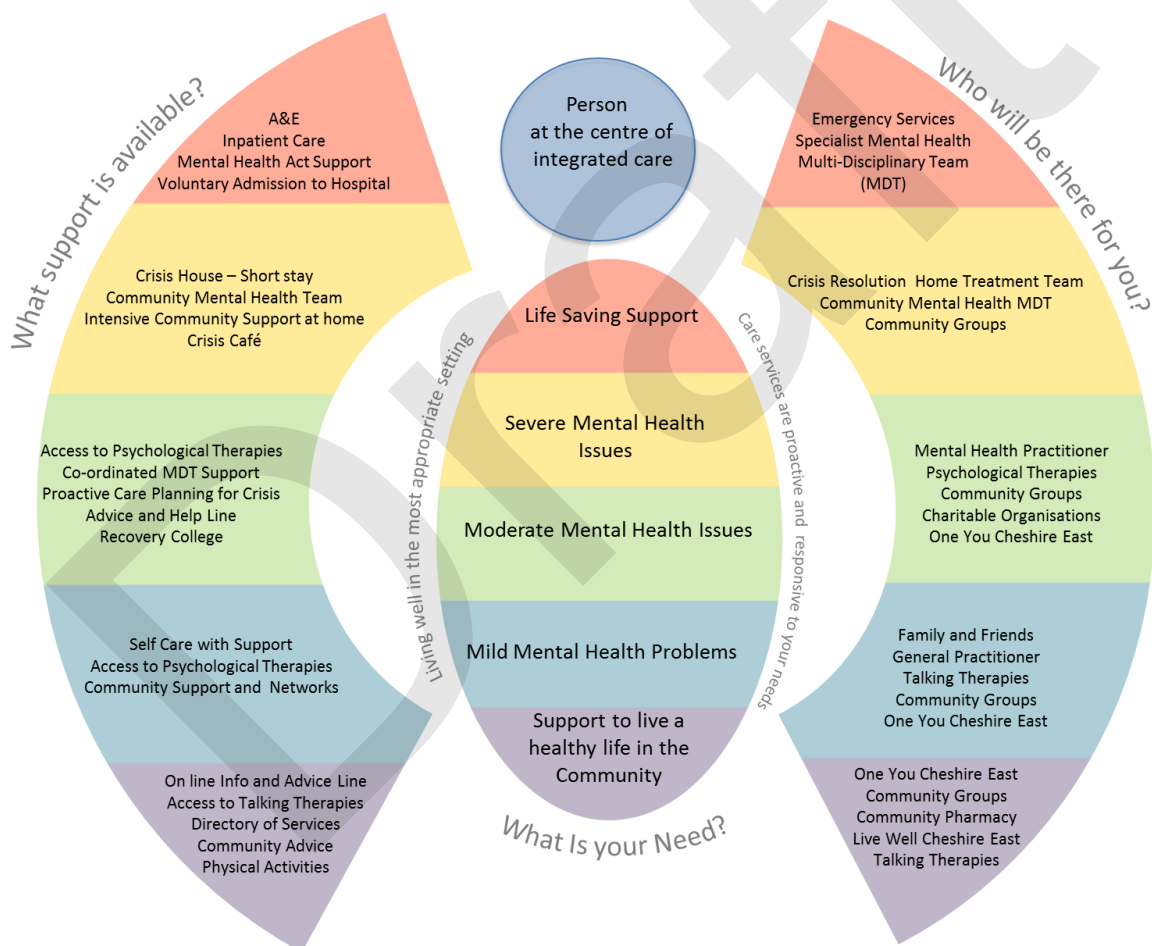 What support is available?
A&E
Inpatient Care
Mental Health Act Support
Voluntary Admission to Hospital
Crisis House – Short stay
Community Mental Health Team
Intensive Community Support at home
Crisis Café
Access to Psychological Therapies
Co-ordinated MDT Support
Proactive Care Planning for Crisis
Advice and Help Line
Recovery College
Self Care with Support
Access to Psychological Therapies
Community Support and Networks
On line Info and Advice Line
Access to Talking Therapies
Directory of Services
Community Advice
Physical Activities
Person
at the centre of
integrated care
Living well in the most appropriate setting
Life Saving Support
Severe Mental Health
Issues
Moderate Mental Health Issues
Mild Mental Health Problems
Support to live a
healthy life in the
Community
What Is your Need?
Care services are proactive and responsive to your needs
Who will be there for you?
Emergency Services
Specialist Mental Health
Multi-Disciplinary Team
(MDT)
Crisis Resolution Home Treatment Team
Community Mental Health MDT
Community Groups
Mental Health Practitioner
Psychological Therapies
Community Groups
Charitable Organisations
One You Cheshire East
Family and Friends
General Practitioner
Talking Therapies
Community Groups
One You Cheshire East
One You Cheshire East
Community Groups
Community Pharmacy
Live Well Cheshire East
Talking Therapies
Draft